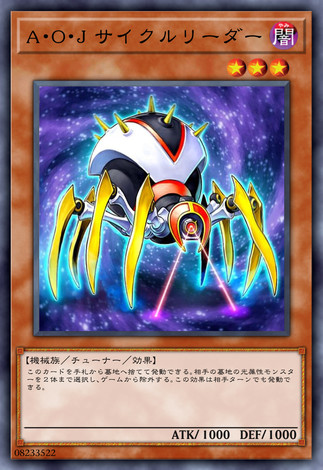 A・O・J サイクルリーダー
やみ
闇
【機械族／チューナー／効果】
このカードを手札から墓地へ捨てて発動できる。相手の墓地の光属性モンス
ターを２体まで選択し、ゲームから除外する。この効果は相手ターンでも発動で
きる。
ATK/ 1000 DEF/ 1000
08233522